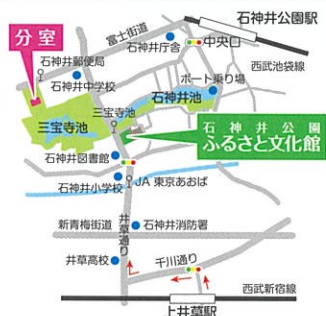 石神井公園駅
富士街道
分室
石神井庁舎
中央口
石神井郵便局
西武池袋線
石神井中学校
ボート乗り場
三宝寺池
石神井池
三宝寺池
石神井公園
ふるさと文化館
石神井図書館
石神井小学校
JA 東京あおば
新青梅街道
石神井消防署
井草通り
井草高校
千川通り
西武新宿線
上井草駅